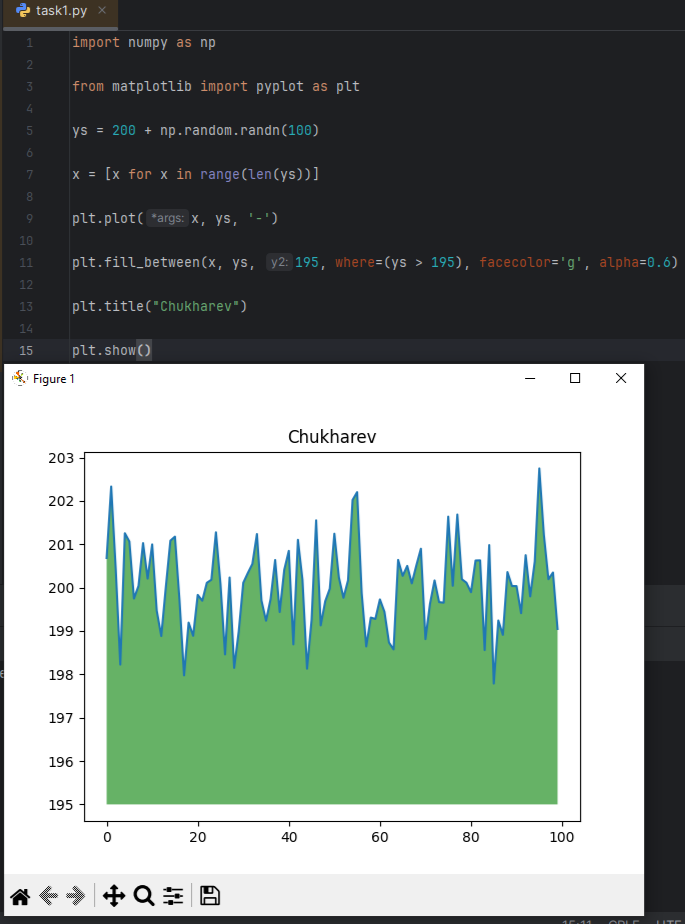 task1.py
1 import numpy as np
2
3 from matplotlib import pyplot as plt
4
5 ys = 200 + np.random.randn(100)
6
7 x = [x for x in range(len(ys))]
8
9 plt.plot( *args: x, ys, '-')
10
11 plt.fill_between(x, ys, y2: 195, where=(ys > 195), facecolor='g', alpha=0.6)
12
13 plt.title("Chukharev")
14
15 plt.show()
Figure 1
Chukharev
203
202
201
200
199
198
197
196
195
0 20 40 60 80 100